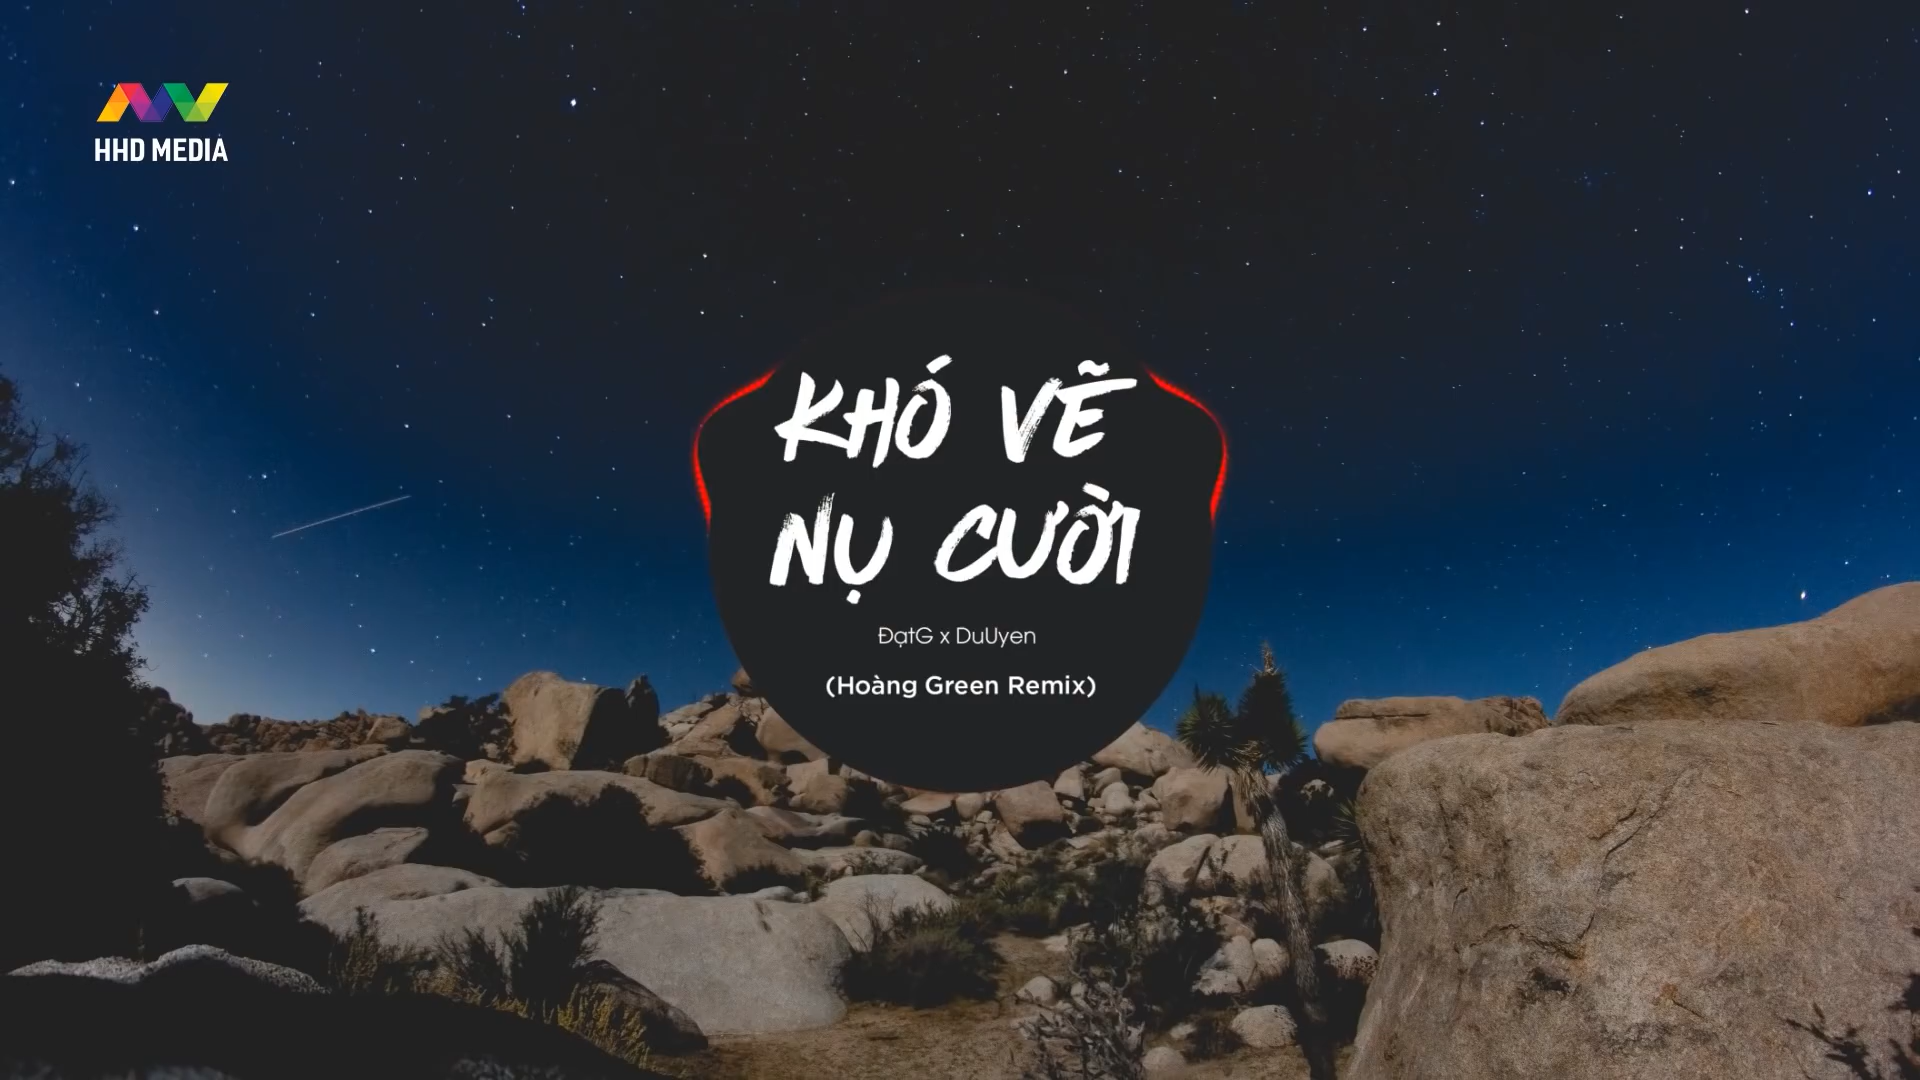 HHD MEDIA
KHÓ VẼ
NỤ CƯỜI
ĐạtG x DuUyen
(Hoàng Green Remix)